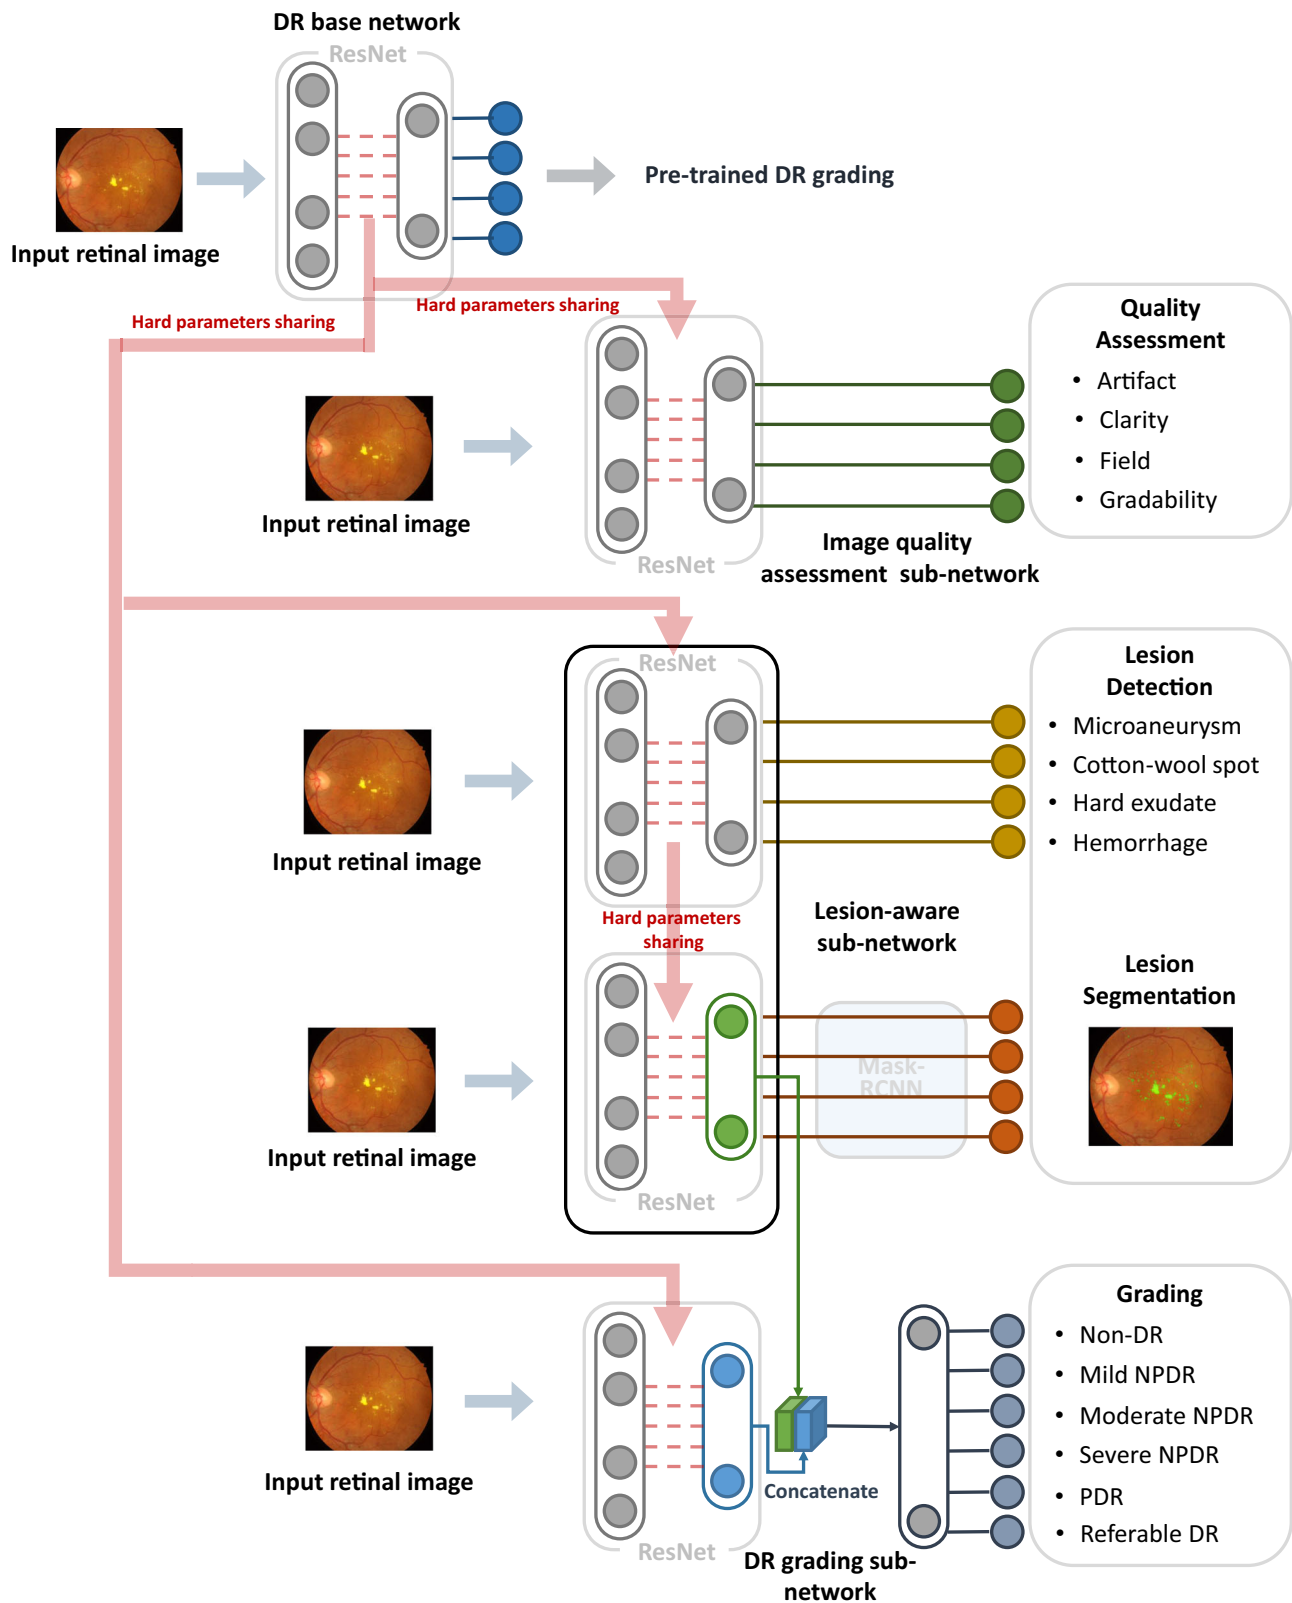 DR base network
ResNet
Input retinal image
Pre-trained DR grading
Hard parameters sharing
Hard parameters sharing
Quality
Assessment
• Artifact
• Clarity
• Field
• Gradability
Input retinal image
ResNet
Image quality
assessment sub-network
ResNet
Lesion
Detection
• Microaneurysm
• Cotton-wool spot
• Hard exudate
• Hemorrhage
Input retinal image
Hard parameters
sharing
Lesion-aware
sub-network
Lesion
Segmentation
Mask-
RCNN
Input retinal image
ResNet
Grading
• Non-DR
• Mild NPDR
• Moderate NPDR
• Severe NPDR
• PDR
• Referable DR
Input retinal image
Concatenate
ResNet
DR grading sub-
network